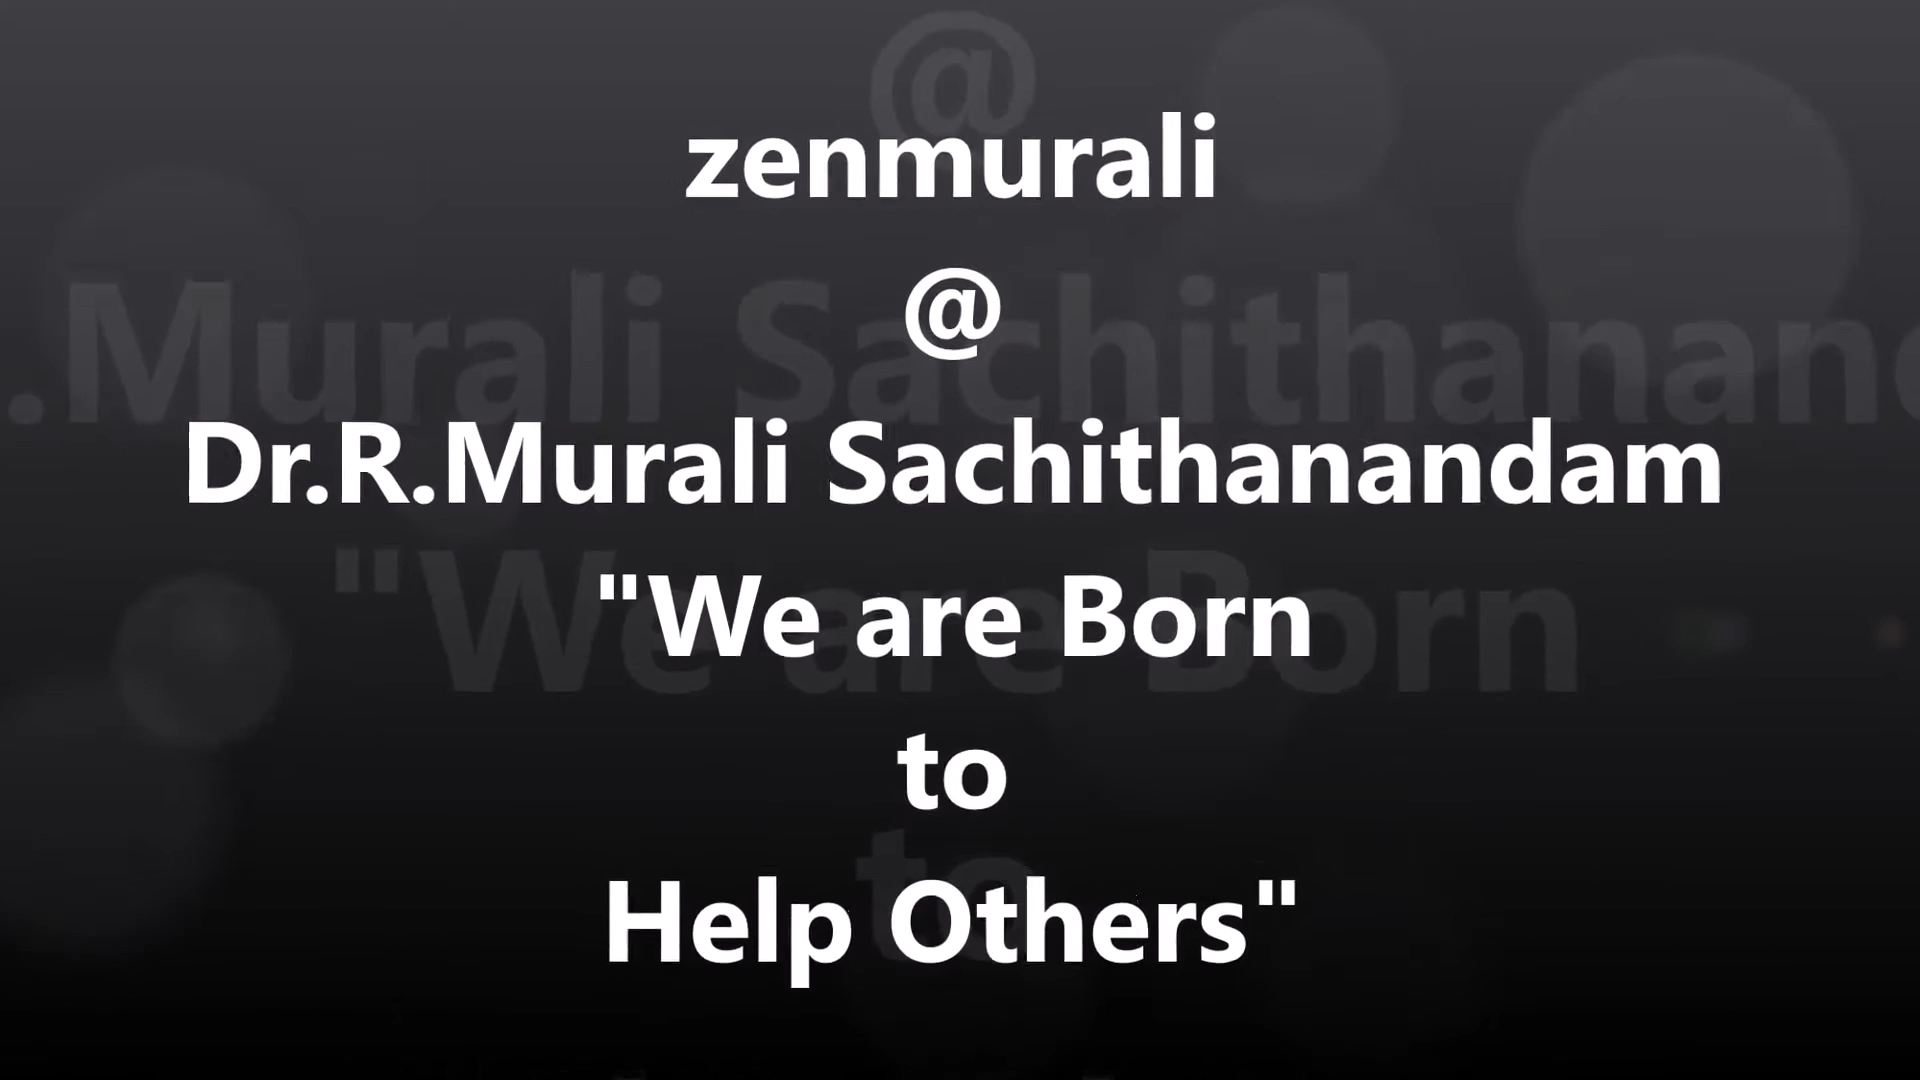 zenmurali
@
Dr.R.Murali Sachithanandam
"We are Born
to
Help Others"